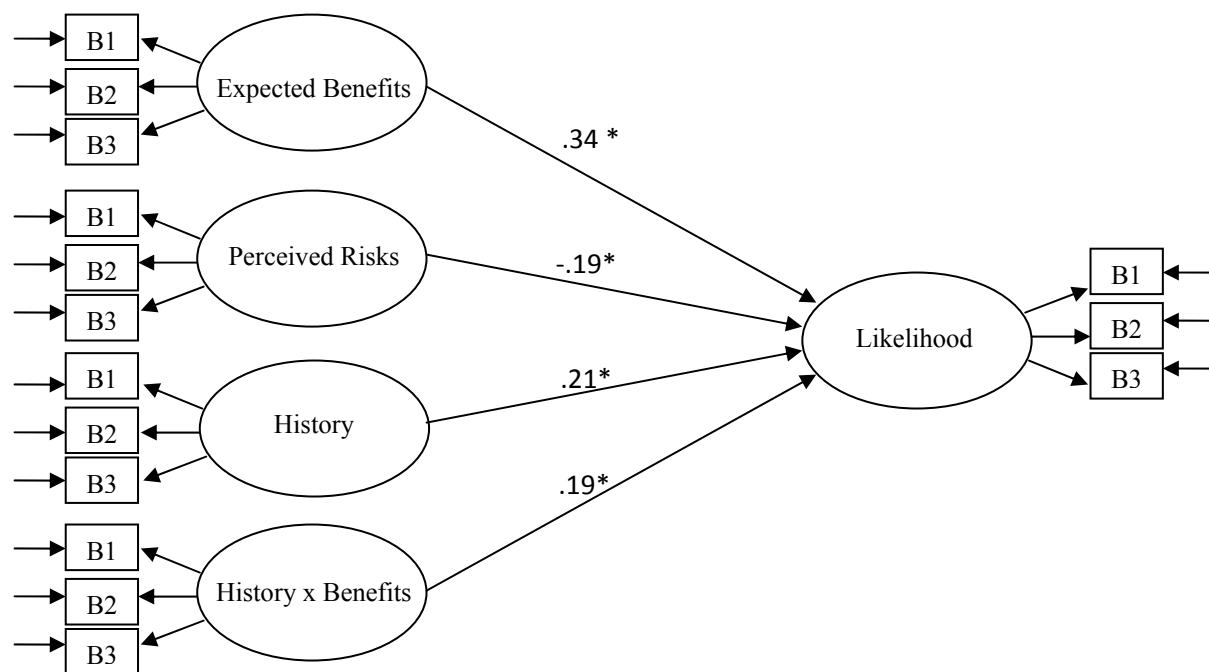 B1
B2
B3
Expected Benefits
.34 *
B1
B2
B3
Perceived Risks
-.19*
B1
B2
B3
History
.21*
B1
B2
B3
History x Benefits
.19*
Likelihood
B1
B2
B3